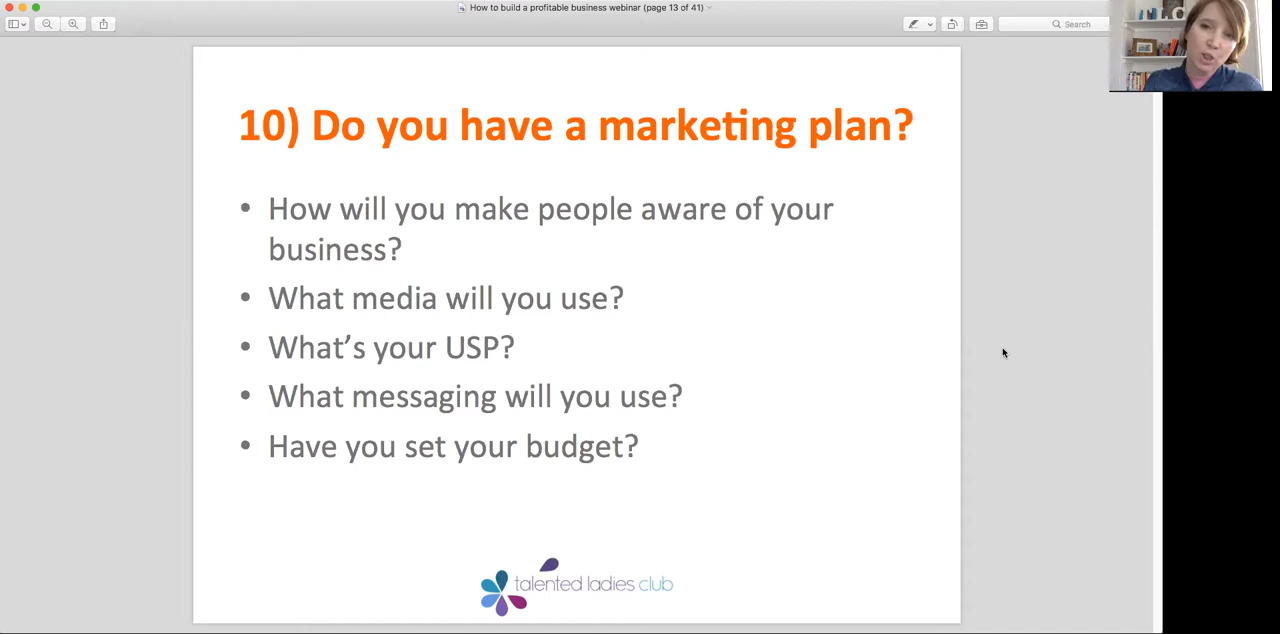 How to build a profitable business webinar (page 13 of 41)
Search
10) Do you have a marketing plan?
• How will you make people aware of your
business?
• What media will you use?
• What's your USP?
• What messaging will you use?
• Have you set your budget?
talented ladies club